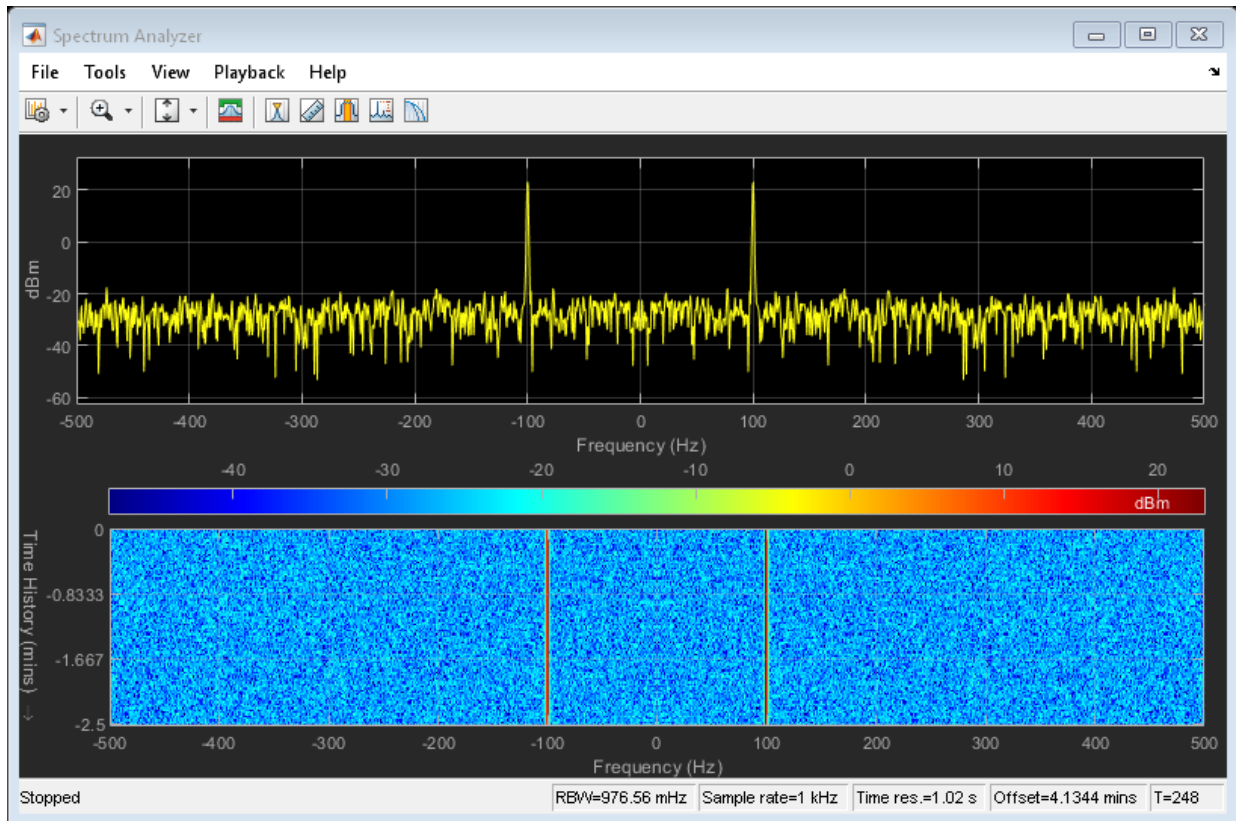 Spectrum Analyzer
File Tools View Playback Help
20
0
-20
-40
-60
dBm
-500 -400 -300 -200 -100 0 100 200 300 400 500
Frequency (Hz)
-40 -30 -20 -10 0 10 20
dBm
Time History (mins) →
0
-0.8333
-1.667
-2.5
-500 -400 -300 -200 -100 0 100 200 300 400 500
Frequency (Hz)
Stopped RBW=976.56 mHz Sample rate=1 kHz Time res.=1.02 s Offset=4.1344 mins T=248